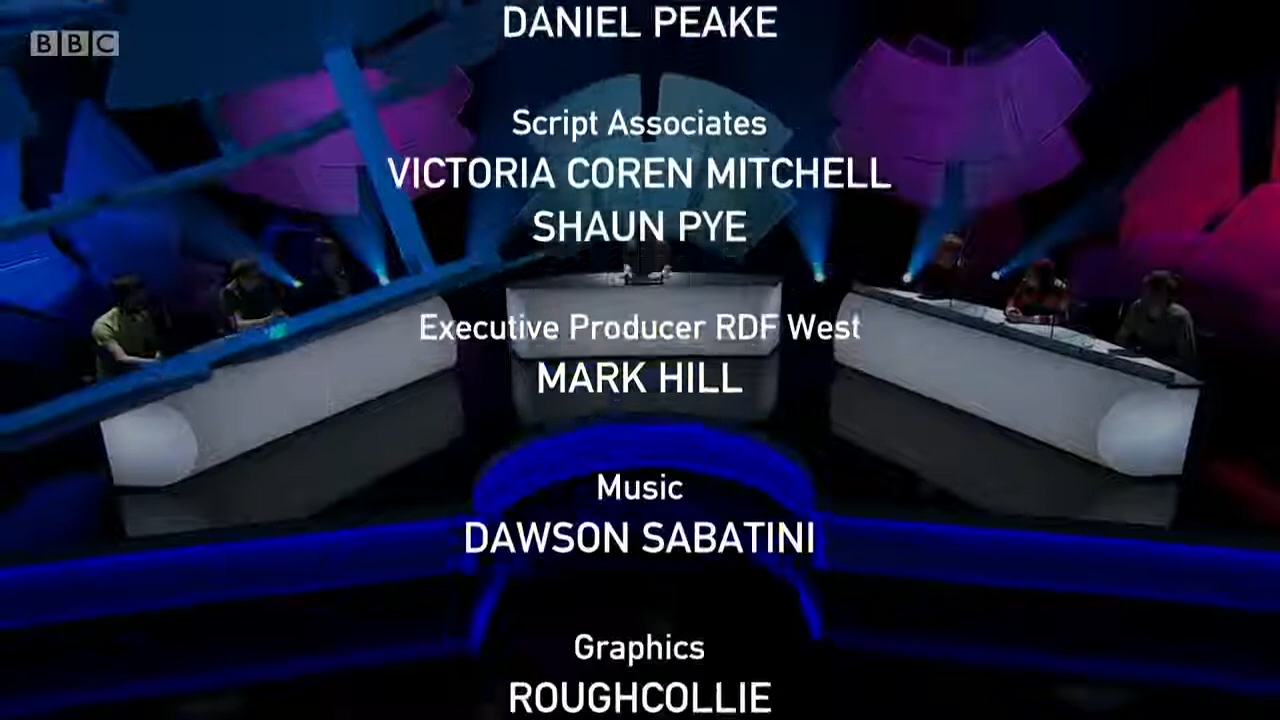 BBC
DANIEL PEAKE
Script Associates
VICTORIA COREN MITCHELL
SHAUN PYE
Executive Producer RDF West
MARK HILL
Music
DAWSON SABATINI
Graphics
ROUGHCOLLIE